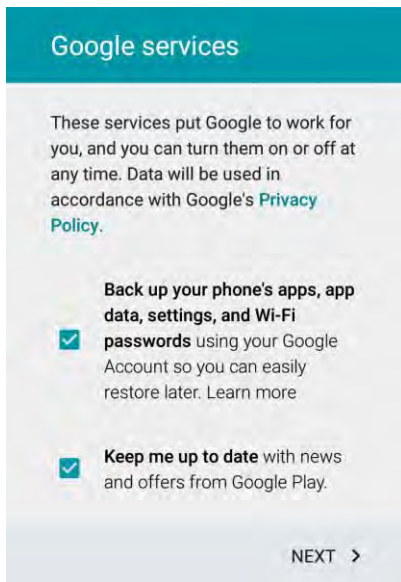 Google services
These services put Google to work for
you, and you can turn them on or off at
any time. Data will be used in
accordance with Google's Privacy
Policy.
Back up your phone's apps, app
data, settings, and Wi-Fi
passwords using your Google
Account so you can easily
restore later. Learn more
Keep me up to date with news
and offers from Google Play.
NEXT >